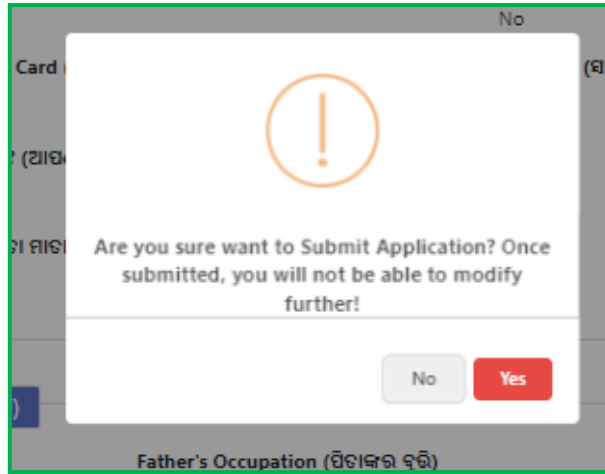 No
Card
Are you sure want to Submit Application? Once
submitted, you will not be able to modify
further!
No
Yes
)
Father's Occupation (ପିତାଙ୍କର ବୃତ୍ତି)